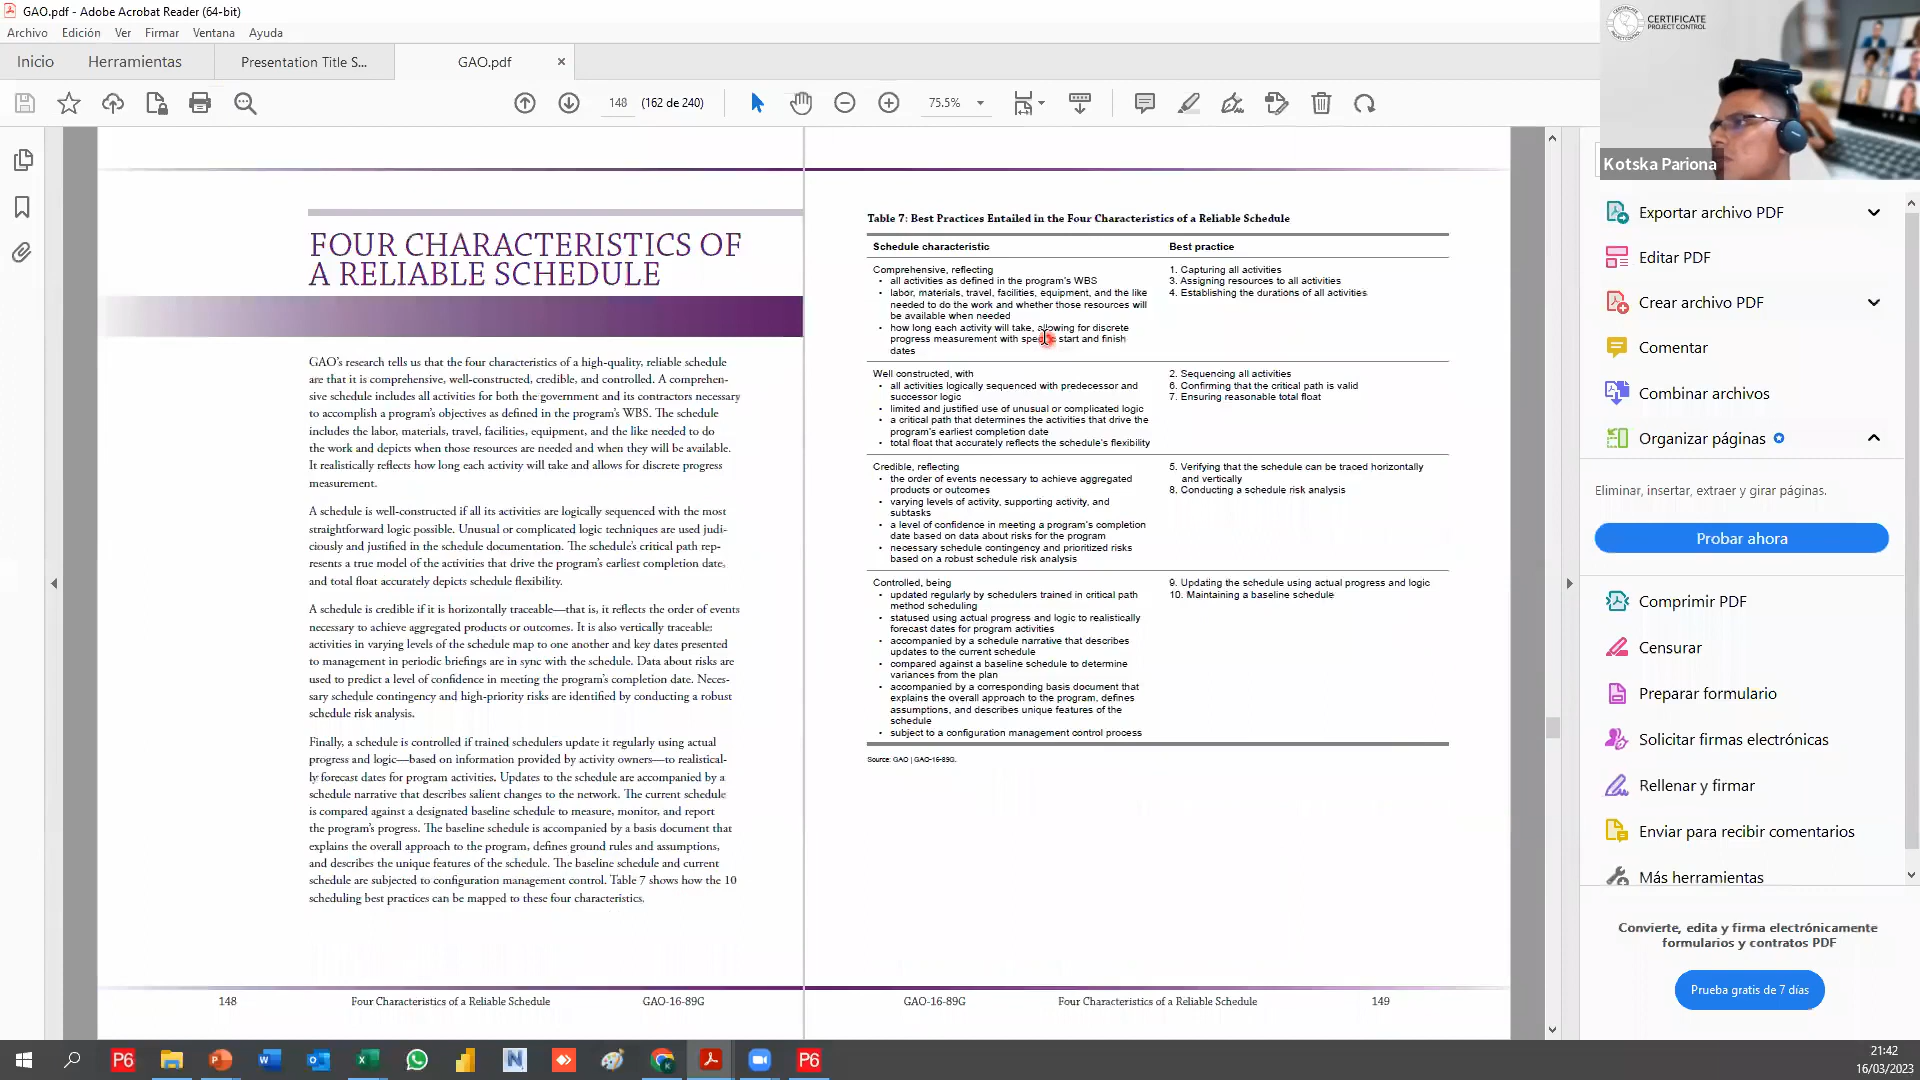 GAO.pdf - Adobe Acrobat Reader (64-bit)
Archivo Edición Ver Firmar Ventana Ayuda
Inicio Herramientas Presentation Title S... GAO.pdf
148 (162 de 240) 75.5%
CERTIFICATE
PROJECT CONTROL
Kotska Pariona
FOUR CHARACTERISTICS OF
A RELIABLE SCHEDULE
GAO’s research tells us that the four characteristics of a high-quality, reliable schedule
are that it is comprehensive, well-constructed, credible, and controlled. A comprehen-
sive schedule includes all activities for both the government and its contractors necessary
to accomplish a program’s objectives as defined in the program’s WBS. The schedule
includes the labor, materials, travel, facilities, equipment, and the like needed to do
the work and depicts when those resources are needed and when they will be available.
It realistically reflects how long each activity will take and allows for discrete progress
measurement.
A schedule is well-constructed if all its activities are logically sequenced with the most
straightforward logic possible. Unusual or complicated logic techniques are used judi-
ciously and justified in the schedule documentation. The schedule’s critical path rep-
resents a true model of the activities that drive the program’s earliest completion date,
and total float accurately depicts schedule flexibility.
A schedule is credible if it is horizontally traceable—that is, it reflects the order of events
necessary to achieve aggregated products or outcomes. It is also vertically traceable:
activities in varying levels of the schedule map to one another and key dates presented
to management in periodic briefings are in sync with the schedule. Data about risks are
used to predict a level of confidence in meeting the program’s completion date. Neces-
sary schedule contingency and high-priority risks are identified by conducting a robust
schedule risk analysis.
Finally, a schedule is controlled if trained schedulers update it regularly using actual
progress and logic—based on information provided by activity owners—to realistical-
ly forecast dates for program activities. Updates to the schedule are accompanied by a
schedule narrative that describes salient changes to the network. The current schedule
is compared against a designated baseline schedule to measure, monitor, and report
the program’s progress. The baseline schedule is accompanied by a basis document that
explains the overall approach to the program, defines ground rules and assumptions,
and describes the unique features of the schedule. The baseline schedule and current
schedule are subjected to configuration management control. Table 7 shows how the 10
scheduling best practices can be mapped to these four characteristics.
148 Four Characteristics of a Reliable Schedule GAO-16-89G
Table 7: Best Practices Entailed in the Four Characteristics of a Reliable Schedule
Schedule characteristic Best practice
Comprehensive, reflecting
• all activities as defined in the program's WBS
• labor, materials, travel, facilities, equipment, and the like
needed to do the work and whether those resources will
be available when needed
• how long each activity will take, allowing for discrete
progress measurement with specific start and finish
dates
1. Capturing all activities
3. Assigning resources to all activities
4. Establishing the durations of all activities
Well constructed, with
• all activities logically sequenced with predecessor and
successor logic
• limited and justified use of unusual or complicated logic
• a critical path that determines the activities that drive the
program's earliest completion date
• total float that accurately reflects the schedule's flexibility
2. Sequencing all activities
6. Confirming that the critical path is valid
7. Ensuring reasonable total float
Credible, reflecting
• the order of events necessary to achieve aggregated
products or outcomes
• varying levels of activity, supporting activity, and
subtasks
• a level of confidence in meeting a program's completion
date based on data about risks for the program
• necessary schedule contingency and prioritized risks
based on a robust schedule risk analysis
5. Verifying that the schedule can be traced horizontally
and vertically
8. Conducting a schedule risk analysis
Controlled, being
• updated regularly by schedulers trained in critical path
method scheduling
• statused using actual progress and logic to realistically
forecast dates for program activities
• accompanied by a schedule narrative that describes
updates to the current schedule
• compared against a baseline schedule to determine
variances from the plan
• accompanied by a corresponding basis document that
explains the overall approach to the program, defines
assumptions, and describes unique features of the
schedule
• subject to a configuration management control process
9. Updating the schedule using actual progress and logic
10. Maintaining a baseline schedule
Source: GAO | GAO-16-89G.
GAO-16-89G Four Characteristics of a Reliable Schedule 149
Exportar archivo PDF
Editar PDF
Crear archivo PDF
Comentar
Combinar archivos
Organizar páginas
Eliminar, insertar, extraer y girar páginas.
Probar ahora
Comprimir PDF
Censurar
Preparar formulario
Solicitar firmas electrónicas
Rellenar y firmar
Enviar para recibir comentarios
Más herramientas
Convierte, edita y firma electrónicamente
formularios y contratos PDF
Prueba gratis de 7 días
P6 P6
21:42
16/03/2023